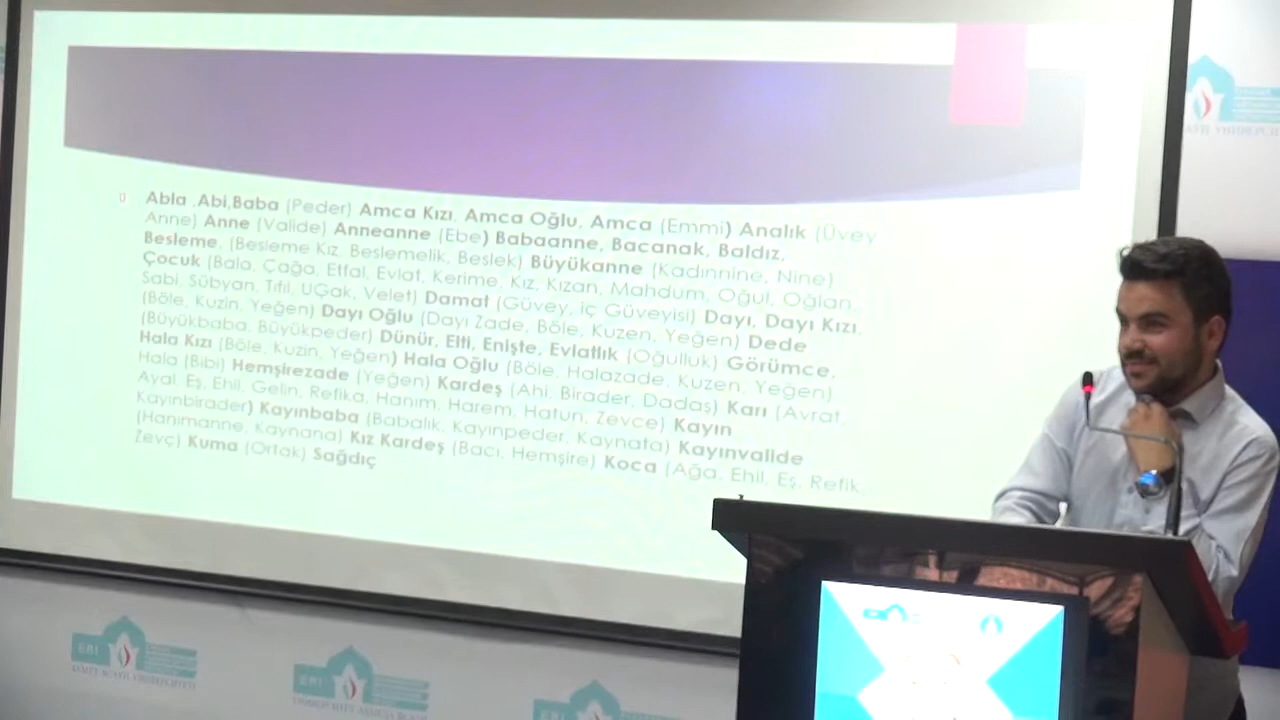 Abla ,Abi,Baba (Peder) Amca Kızı, Amca Oğlu, Amca (Emmi) Analık (Üvey
Anne) Anne (Valide) Anneanne (Ebe) Babaanne, Bacanak, Baldız,
Besleme, (Besleme Kız, Beslemelik, Beslek) Büyükanne (Kadınnine, Nine)
Çocuk (Bala, Çağa, Etfal, Evlat, Kerime, Kız, Kızan, Mahdum, Oğul, Oğlan,
Sabi, Sübyan, Tıfıl, UGak, Velet) Damat (Güvey, iç Güveyisi) Dayı, Dayı Kızı,
(Böle, Kuzin, Yeğen) Dayı Oğlu (Dayı Zade, Böle, Kuzen, Yeğen) Dede
(Büyükbaba, Büyükpeder) Dünür, Elti, Enişte, Evlatlık (Oğulluk) Görümce,
Hala Kızı (Böle, Kuzin, Yeğen) Hala Oğlu (Böle, Halazade, Kuzen, Yeğen)
Hala (Bibi) Hemşirezade (Yeğen) Kardeş (Ahi, Birader, Dadaş) Karı (Avrat,
Ayal, Eş, Ehil, Gelin, Refika, Hanım, Harem, Hatun, Zevce) Kayın
Kayınbirader) Kayınbaba (Babalık, Kayınpeder, Kaynata) Kayınvalide
(Hanımanne, Kaynana) Kız Kardeş (Bacı, Hemşire) Koca (Ağa, Ehil, Eş, Refik,
Zevç) Kuma (Ortak) Sağdıç